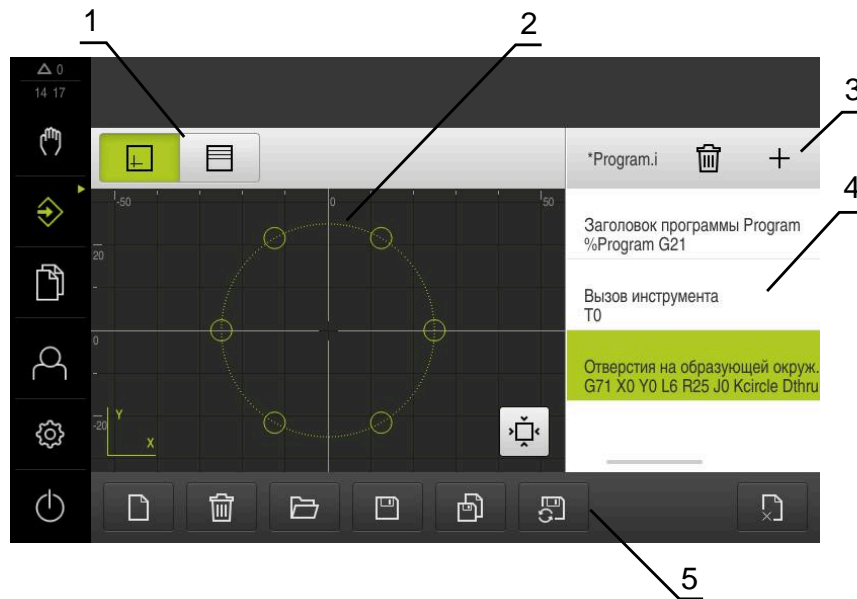 1
2
3
4
5
0
14 17
*Program.i
-50
0
50
20
0
-20
Y
X
Заголовок программы Program
%Program G21
Вызов инструмента
T0
Отверстия на образующей окруж.
G71 X0 Y0 L6 R25 J0 Kcircle Dthru